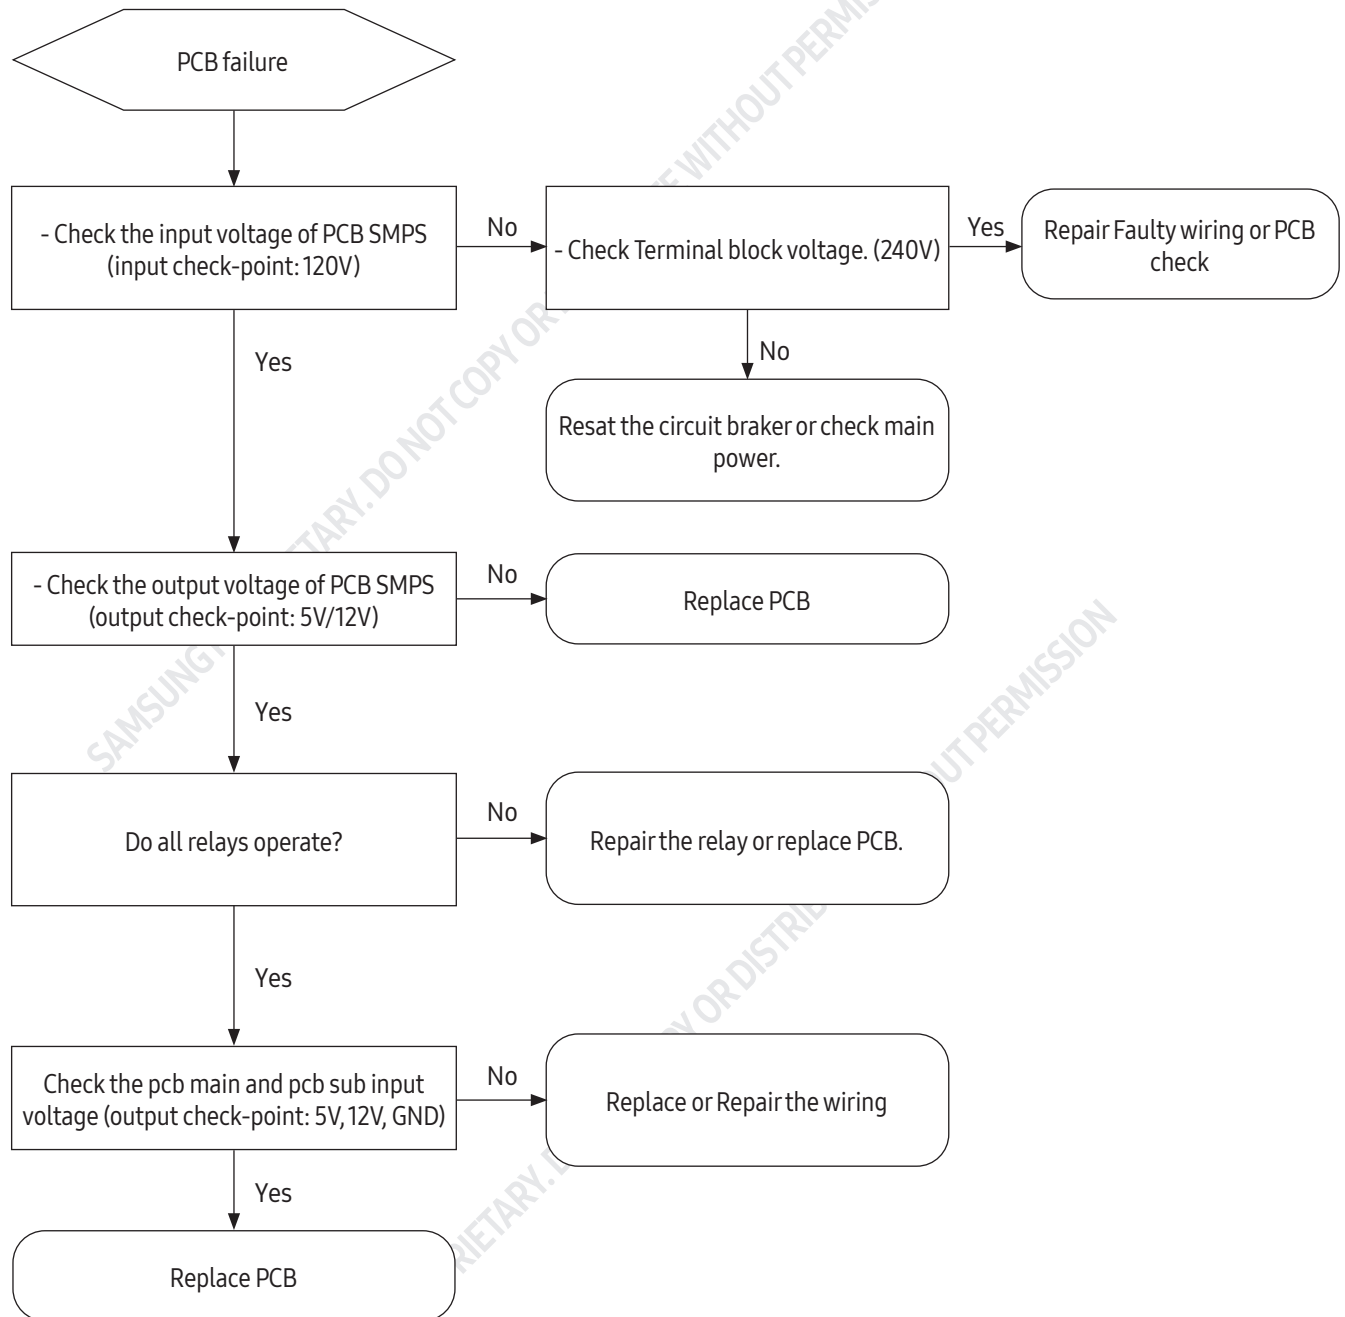 PCB failure
- Check the input voltage of PCB SMPS
(input check-point: 120V)
No
- Check Terminal block voltage. (240V)
Yes
Repair Faulty wiring or PCB
check
Yes
No
Resat the circuit braker or check main
power.
- Check the output voltage of PCB SMPS
(output check-point: 5V/12V)
No
Replace PCB
Yes
Do all relays operate?
No
Repair the relay or replace PCB.
Yes
Check the pcb main and pcb sub input
voltage (output check-point: 5V, 12V, GND)
No
Replace or Repair the wiring
Yes
Replace PCB